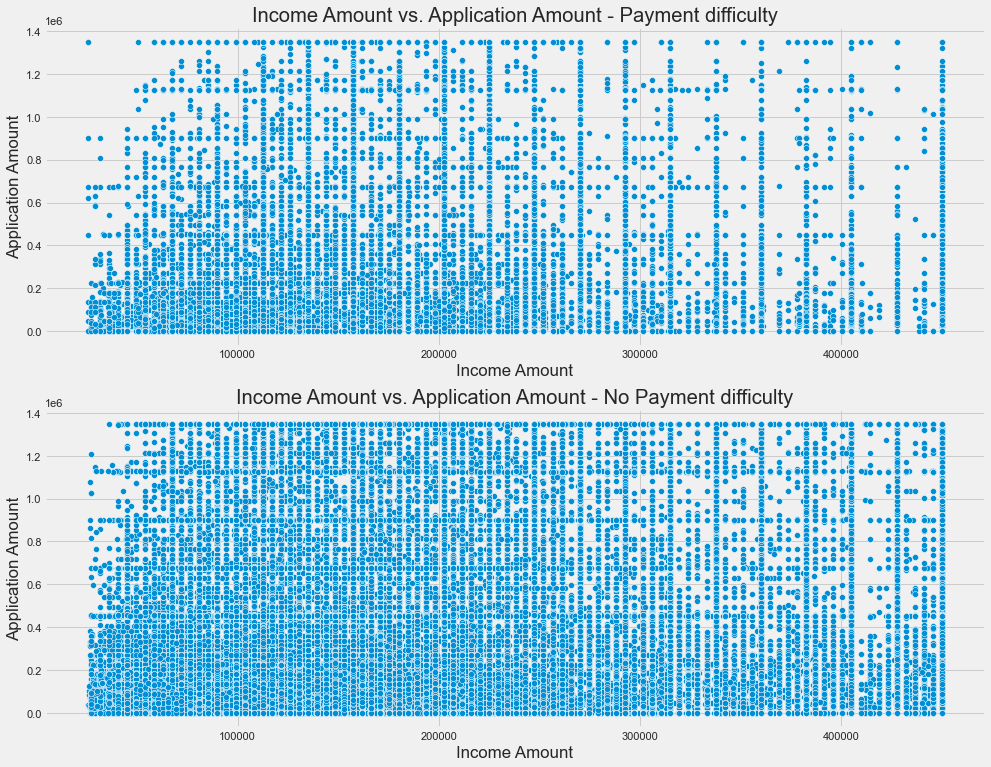 Income Amount vs. Application Amount - Payment difficulty
1e6
1.4
1.2
1.0
0.8
0.6
0.4
0.2
0.0
Application Amount
100000 200000 300000 400000
Income Amount
Income Amount vs. Application Amount - No Payment difficulty
1e6
1.4
1.2
1.0
0.8
0.6
0.4
0.2
0.0
Application Amount
100000 200000 300000 400000
Income Amount